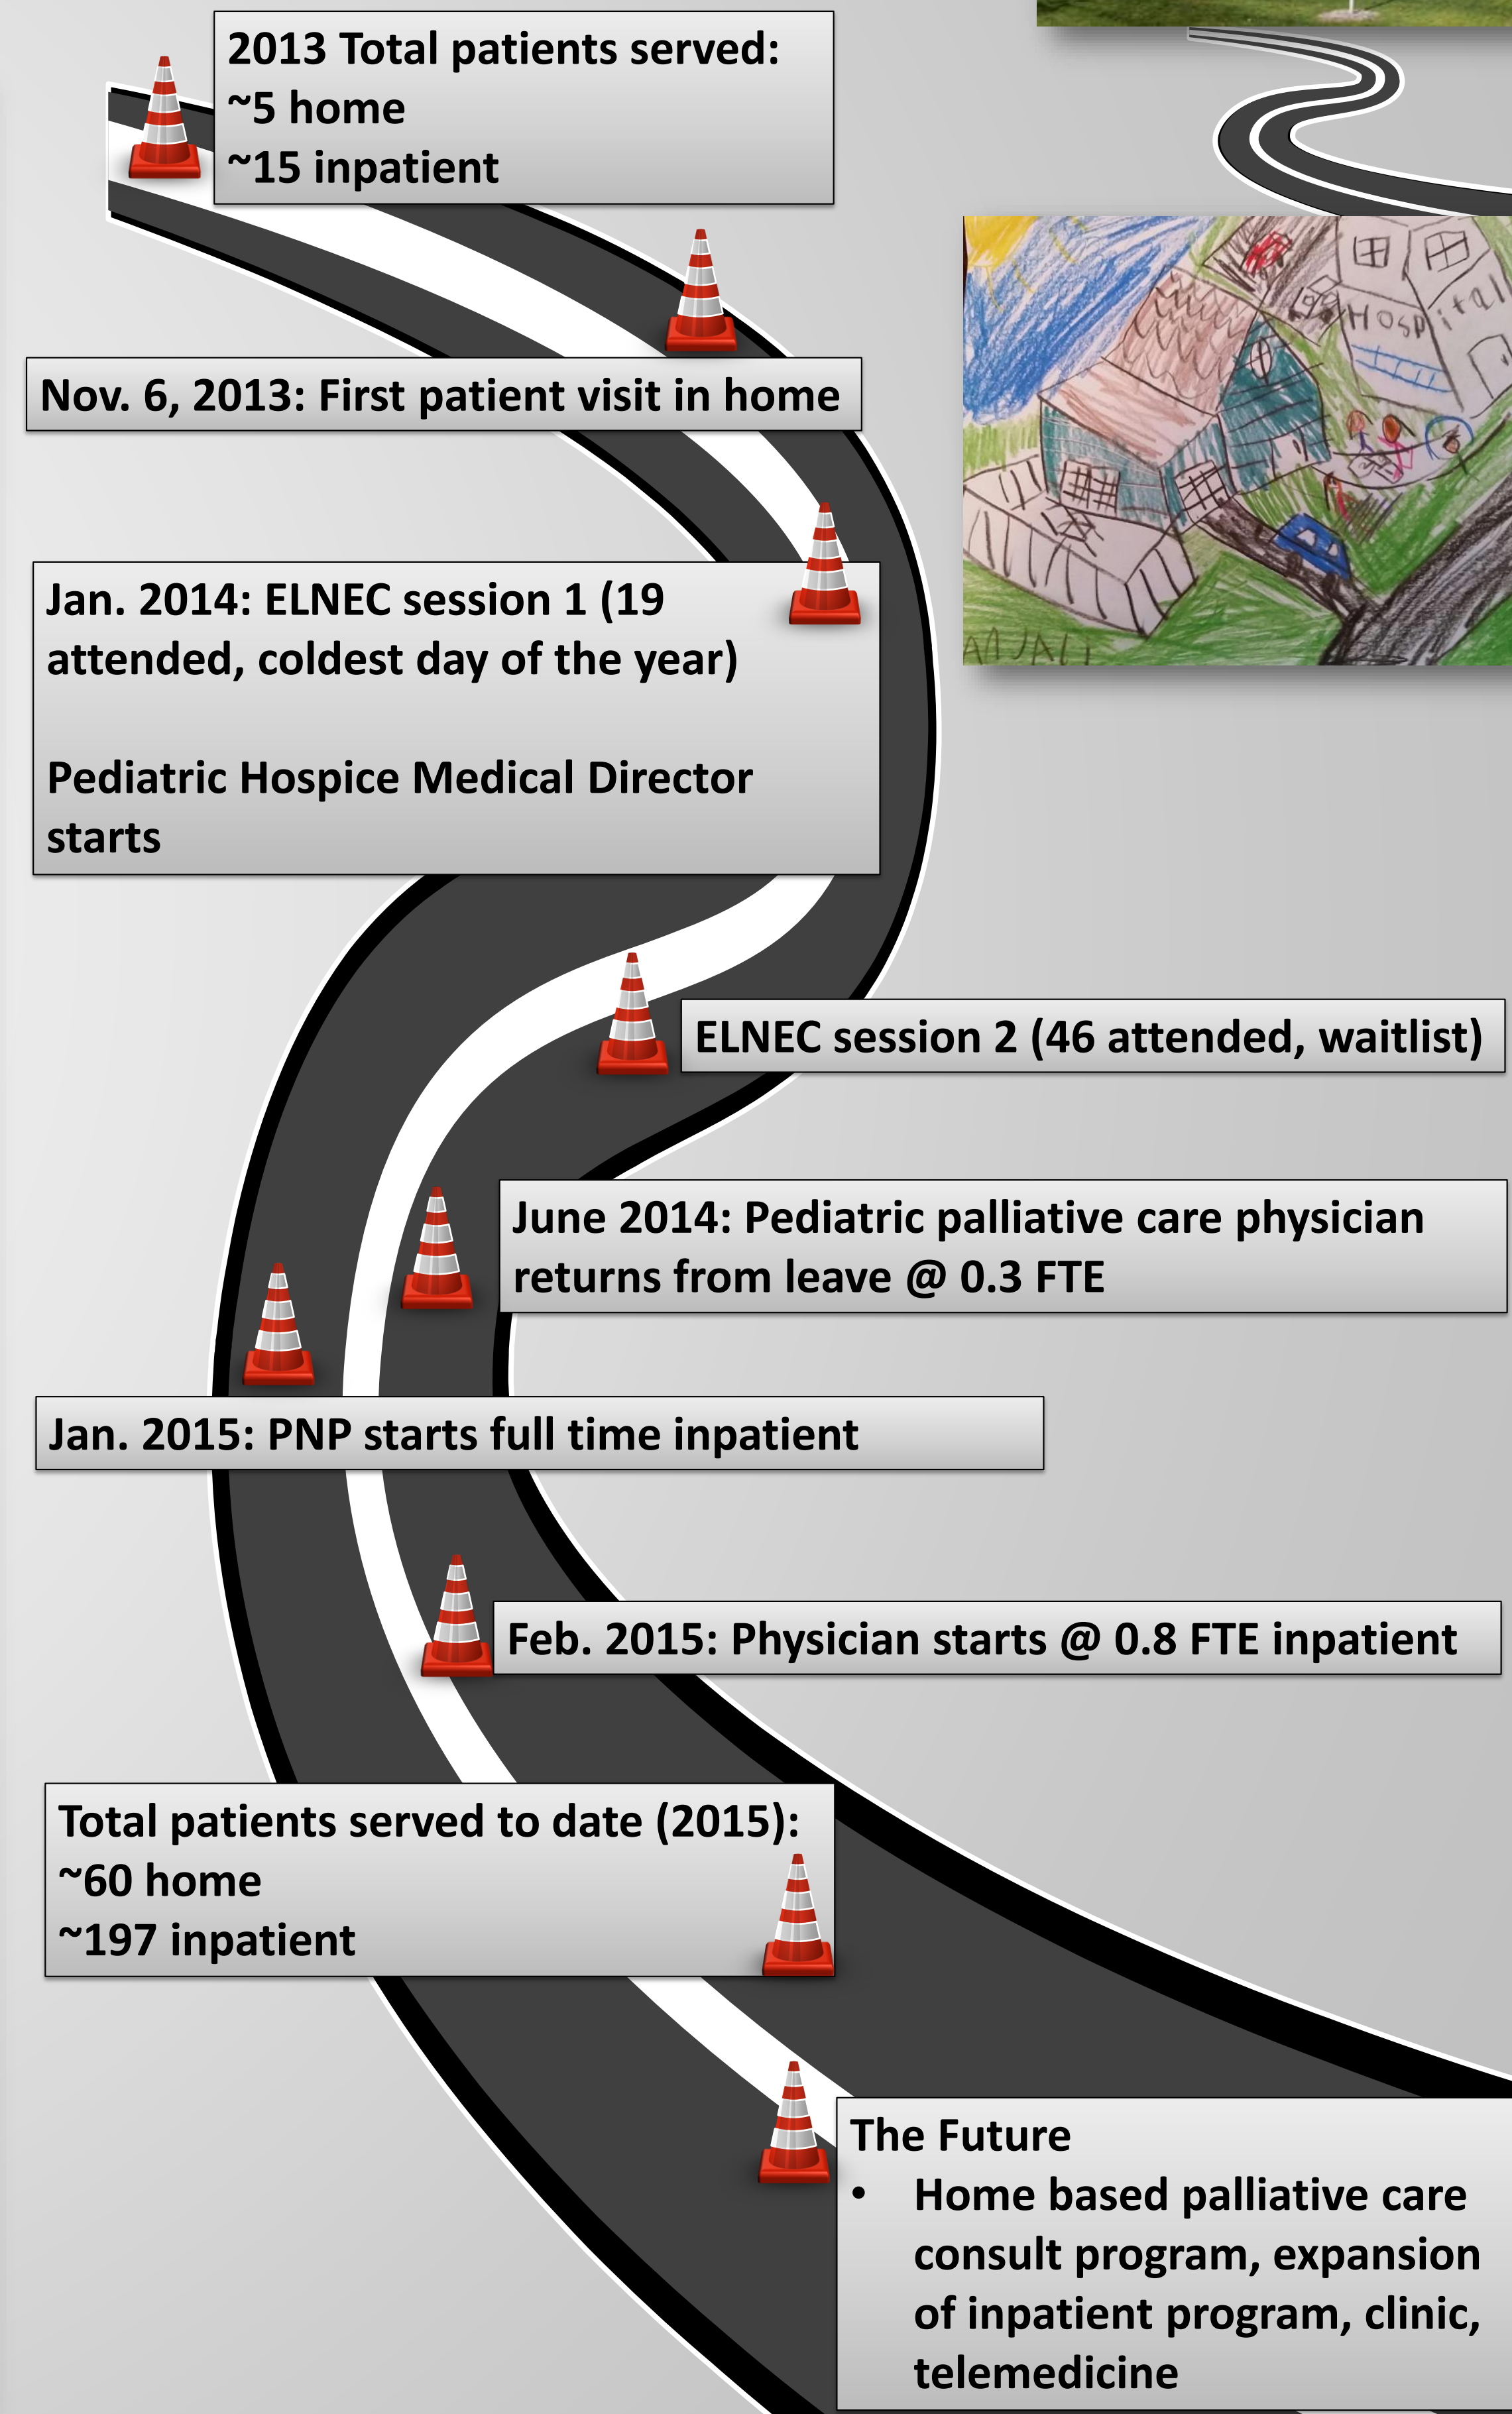 2013 Total patients served:
~5 home
~15 inpatient
Hospital
Nov. 6, 2013: First patient visit in home
Jan. 2014: ELNEC session 1 (19
attended, coldest day of the year)
Pediatric Hospice Medical Director
starts
ANJALI
ELNEC session 2 (46 attended, waitlist)
June 2014: Pediatric palliative care physician
returns from leave @ 0.3 FTE
Jan. 2015: PNP starts full time inpatient
Feb. 2015: Physician starts @ 0.8 FTE inpatient
Total patients served to date (2015):
~60 home
~197 inpatient
The Future
• Home based palliative care
consult program, expansion
of inpatient program, clinic,
telemedicine